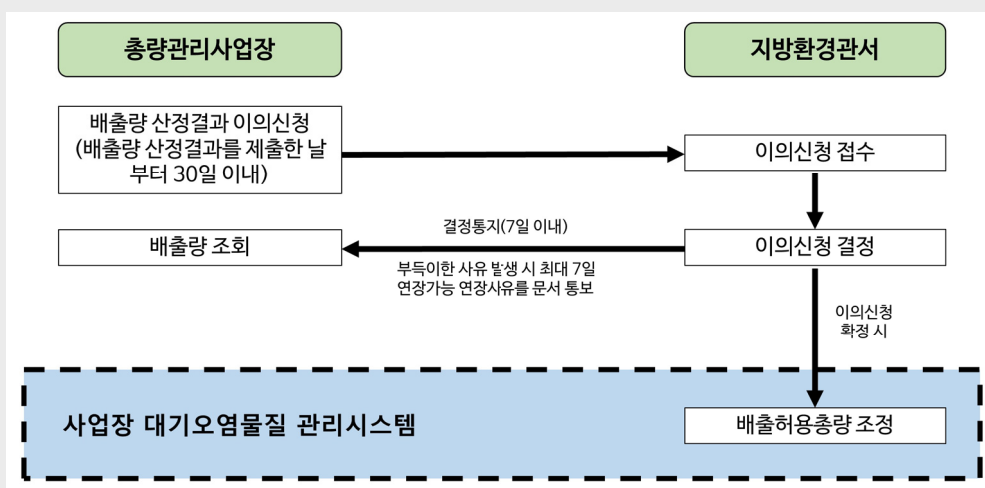 총량관리사업장
지방환경관서
배출량 산정결과 이의신청
(배출량 산정결과를 제출한 날
부터 30일 이내)
이의신청 접수
결정통지(7일 이내)
배출량 조회
이의신청 결정
부득이한 사유 발생 시 최대 7일
연장가능 연장사유를 문서 통보
이의신청
확정 시
사업장 대기오염물질 관리시스템
배출허용총량 조정